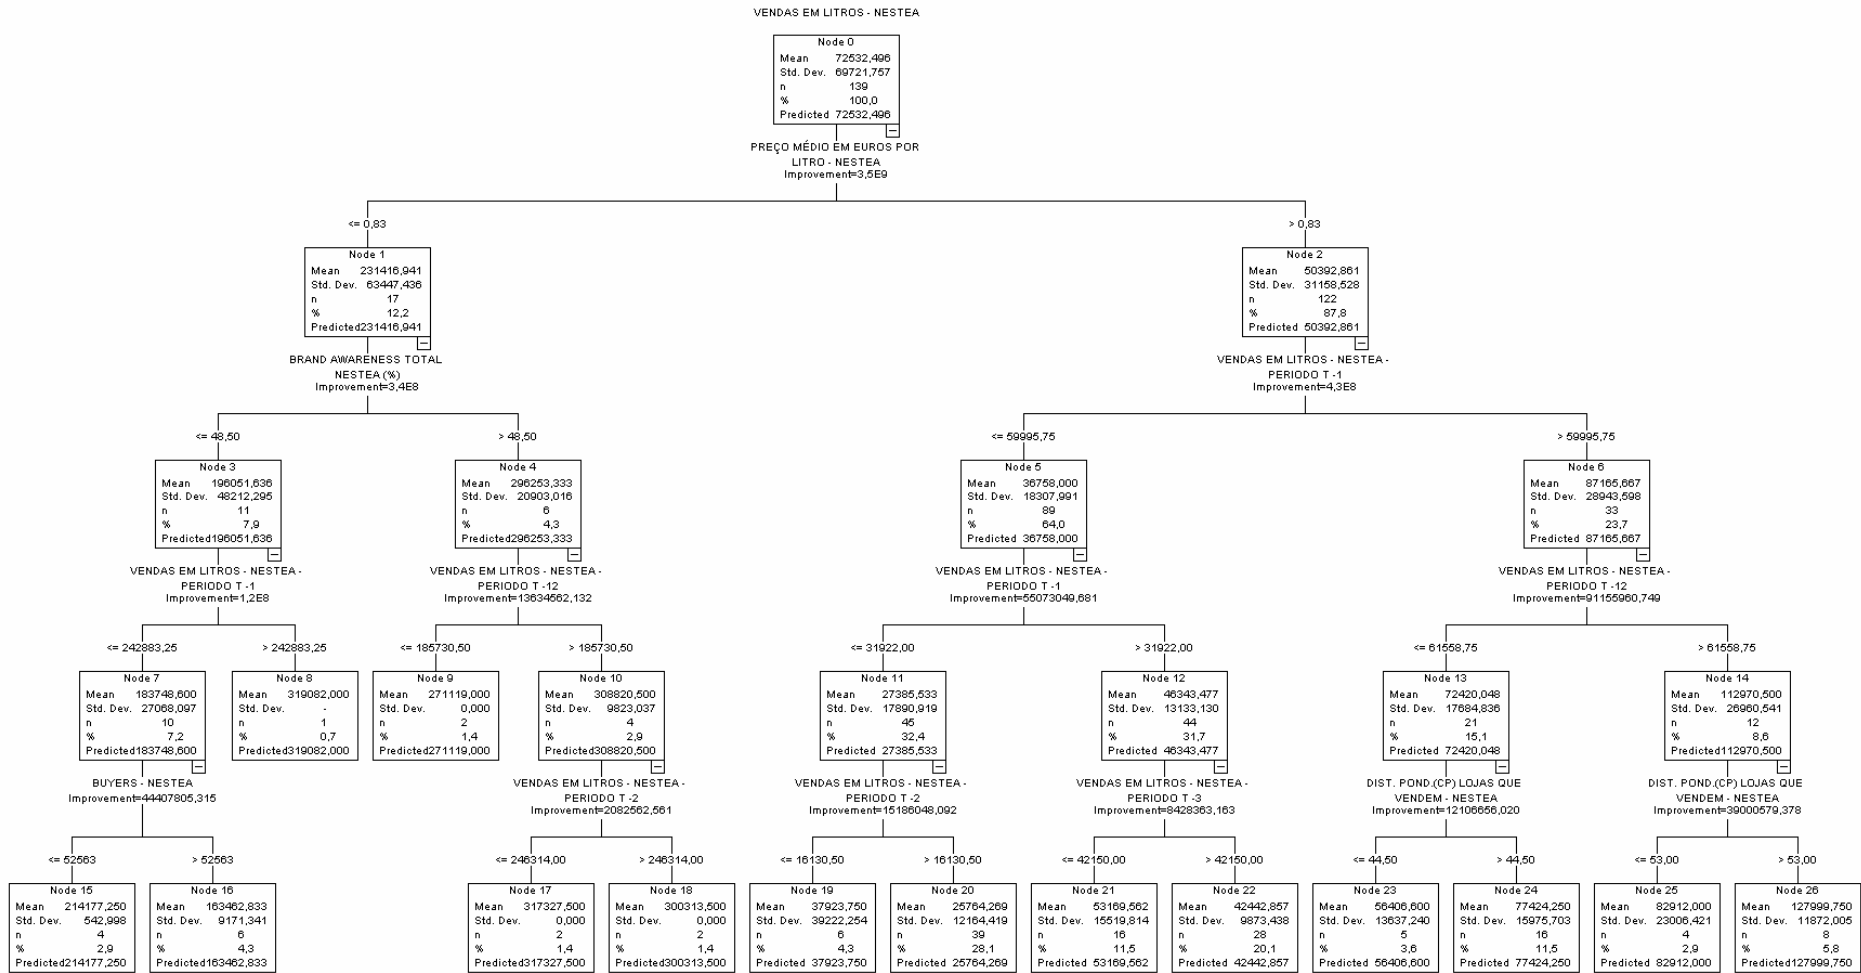 VENDAS EM LITROS - NESTEA
Node 0
Mean 72532,496
Std. Dev. 69721,757
n 139
% 100,0
Predicted 72532,496
PREÇO MÉDIO EM EUROS POR
LITRO - NESTEA
Improvement=3,5E9
<= 0,83
> 0,83
Node 1
Mean 231416,941
Std. Dev. 63447,436
n 17
% 12,2
Predicted231416,941
Node 2
Mean 50392,861
Std. Dev. 31158,528
n 122
% 87,8
Predicted 50392,861
BRAND AWARENESS TOTAL
NESTEA (%)
Improvement=3,4E8
VENDAS EM LITROS - NESTEA -
PERIODO T -1
Improvement=4,3E8
<= 48,50
> 48,50
<= 59995,75
> 59995,75
Node 3
Mean 196051,636
Std. Dev. 48212,295
n 11
% 7,9
Predicted196051,636
Node 4
Mean 296253,333
Std. Dev. 20903,016
n 6
% 4,3
Predicted296253,333
Node 5
Mean 36758,000
Std. Dev. 18307,991
n 89
% 64,0
Predicted 36758,000
Node 6
Mean 87165,667
Std. Dev. 28943,598
n 33
% 23,7
Predicted 87165,667
VENDAS EM LITROS - NESTEA -
PERIODO T -1
Improvement=1,2E8
VENDAS EM LITROS - NESTEA -
PERIODO T -12
Improvement=13634562,132
VENDAS EM LITROS - NESTEA -
PERIODO T -1
Improvement=55073049,681
VENDAS EM LITROS - NESTEA -
PERIODO T -12
Improvement=91155960,749
<= 242883,25
> 242883,25
<= 185730,50
> 185730,50
<= 31922,00
> 31922,00
<= 61558,75
> 61558,75
Node 7
Mean 183748,600
Std. Dev. 27068,097
n 10
% 7,2
Predicted183748,600
Node 8
Mean 319082,000
Std. Dev. -
n 1
% 0,7
Predicted319082,000
Node 9
Mean 271119,000
Std. Dev. 0,000
n 2
% 1,4
Predicted271119,000
Node 10
Mean 308820,500
Std. Dev. 9823,037
n 4
% 2,9
Predicted308820,500
Node 11
Mean 27385,533
Std. Dev. 17890,919
n 45
% 32,4
Predicted 27385,533
Node 12
Mean 46343,477
Std. Dev. 13133,130
n 44
% 31,7
Predicted 46343,477
Node 13
Mean 72420,048
Std. Dev. 17684,836
n 21
% 15,1
Predicted 72420,048
Node 14
Mean 112970,500
Std. Dev. 26960,541
n 12
% 8,6
Predicted112970,500
BUYERS - NESTEA
Improvement=44407805,315
VENDAS EM LITROS - NESTEA -
PERIODO T -2
Improvement=2082562,561
VENDAS EM LITROS - NESTEA -
PERIODO T -2
Improvement=15186048,092
VENDAS EM LITROS - NESTEA -
PERIODO T -3
Improvement=8428363,163
DIST. POND.(CP) LOJAS QUE
VENDEM - NESTEA
Improvement=12106656,020
DIST. POND.(CP) LOJAS QUE
VENDEM - NESTEA
Improvement=39000579,378
<= 52563
> 52563
<= 246314,00
> 246314,00
<= 16130,50
> 16130,50
<= 42150,00
> 42150,00
<= 44,50
> 44,50
<= 53,00
> 53,00
Node 15
Mean 214177,250
Std. Dev. 542,998
n 4
% 2,9
Predicted214177,250
Node 16
Mean 163462,833
Std. Dev. 9171,341
n 6
% 4,3
Predicted163462,833
Node 17
Mean 317327,500
Std. Dev. 0,000
n 2
% 1,4
Predicted317327,500
Node 18
Mean 300313,500
Std. Dev. 0,000
n 2
% 1,4
Predicted300313,500
Node 19
Mean 37923,750
Std. Dev. 39222,254
n 6
% 4,3
Predicted 37923,750
Node 20
Mean 25764,269
Std. Dev. 12164,419
n 39
% 28,1
Predicted 25764,269
Node 21
Mean 53169,562
Std. Dev. 15519,814
n 16
% 11,5
Predicted 53169,562
Node 22
Mean 42442,857
Std. Dev. 9873,438
n 28
% 20,1
Predicted 42442,857
Node 23
Mean 56406,600
Std. Dev. 13637,240
n 5
% 3,6
Predicted 56406,600
Node 24
Mean 77424,250
Std. Dev. 15975,703
n 16
% 11,5
Predicted 77424,250
Node 25
Mean 82912,000
Std. Dev. 23006,421
n 4
% 2,9
Predicted 82912,000
Node 26
Mean 127999,750
Std. Dev. 11872,005
n 8
% 5,8
Predicted127999,750